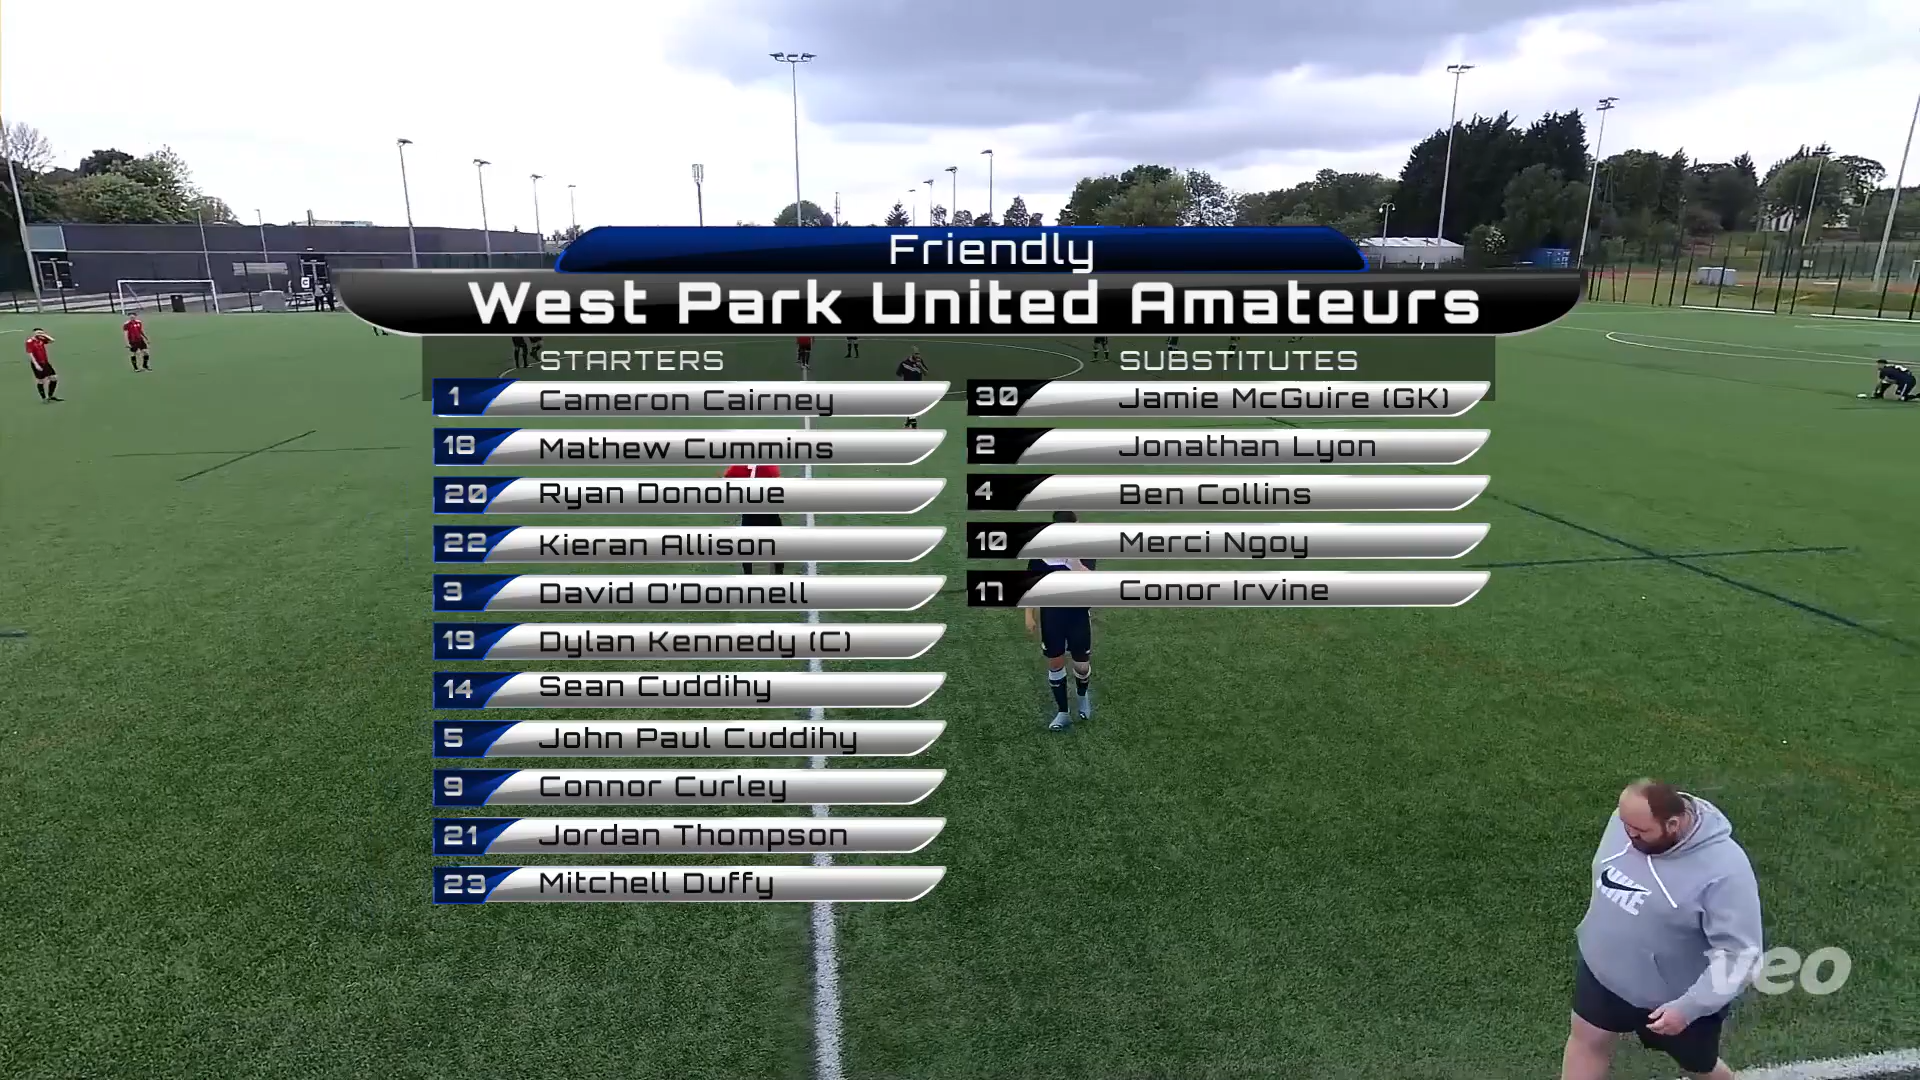 Friendly
West Park United Amateurs
STARTERS
1 Cameron Cairney
18 Mathew Cummins
20 Ryan Donohue
22 Kieran Allison
3 David O'Donnell
19 Dylan Kennedy (C)
14 Sean Cuddihy
5 John Paul Cuddihy
9 Connor Curley
21 Jordan Thompson
23 Mitchell Duffy
SUBSTITUTES
30 Jamie McGuire (GK)
2 Jonathan Lyon
4 Ben Collins
10 Merci Ngoy
17 Conor Irvine
NIKE
veo